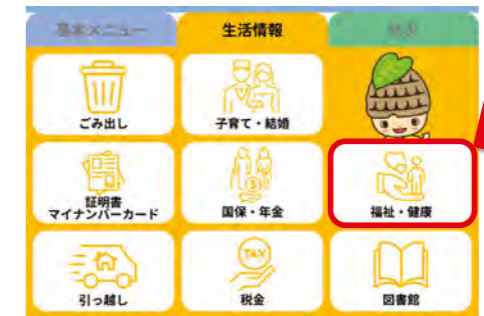 基本メニュー
生活情報
ごみ出し
子育て・結婚
証明書
マイナンバーカード
国保・年金
福祉・健康
引っ越し
TAX
税金
図書館